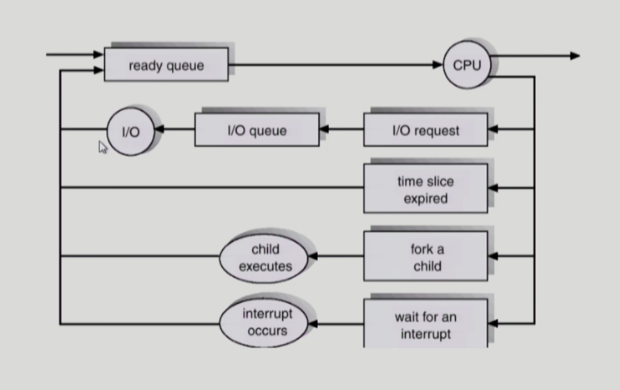 ready queue
CPU
I/O
I/O queue
I/O request
time slice
expired
child
executes
fork a
child
interrupt
occurs
wait for an
interrupt